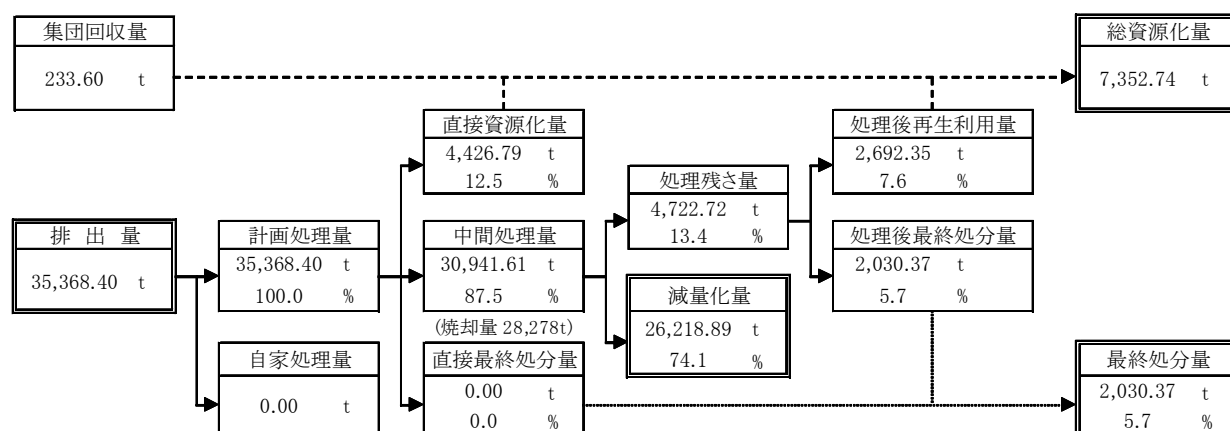 集団回収量
233.60 t
総資源化量
7,352.74 t
直接資源化量
4,426.79 t
12.5 %
処理後再生利用量
2,692.35 t
7.6 %
処理残さ量
4,722.72 t
13.4 %
排 出 量
35,368.40 t
計画処理量
35,368.40 t
100.0 %
中間処理量
30,941.61 t
87.5 %
(焼却量 28,278t)
処理後最終処分量
2,030.37 t
5.7 %
減量化量
26,218.89 t
74.1 %
自家処理量
0.00 t
直接最終処分量
0.00 t
0.0 %
最終処分量
2,030.37 t
5.7 %